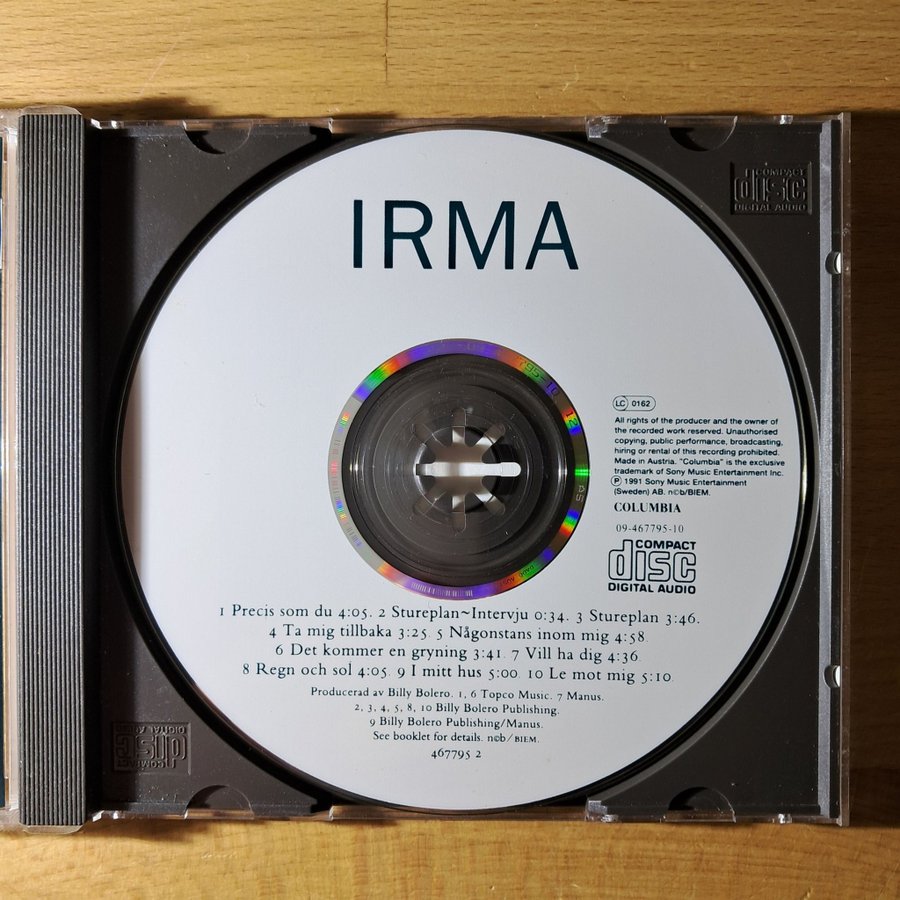 COMPACT
disc
DIGITAL AUDIO
IRMA
LC 0162
All rights of the producer and the owner of
the recorded work reserved. Unauthorised
copying, public performance, broadcasting,
hiring or rental of this recording prohibited.
Made in Austria. "Columbia" is the exclusive
trademark of Sony Music Entertainment Inc.
Ⓟ 1991 Sony Music Entertainment
(Sweden) AB. n©b/BIEM.
COLUMBIA
09-467795-10
COMPACT
disc
DIGITAL AUDIO
1 Precis som du 4:05. 2 Stureplan~Intervju 0:34. 3 Stureplan 3:46.
4 Ta mig tillbaka 3:25. 5 Någonstans inom mig 4:58.
6 Det kommer en gryning 3:41. 7 Vill ha dig 4:36.
8 Regn och sol 4:05. 9 I mitt hus 5:00. 10 Le mot mig 5:10.
Producerad av Billy Bolero. 1, 6 Topco Music. 7 Manus.
2, 3, 4, 5, 8, 10 Billy Bolero Publishing.
9 Billy Bolero Publishing/Manus.
See booklet for details. n©b/BIEM.
467795 2
COMPACT
disc
DIGITAL AUDIO